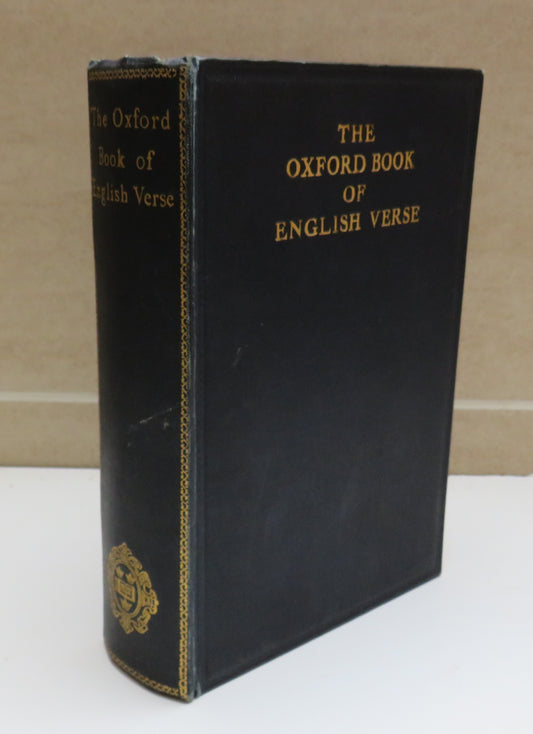 The Oxford
Book of
English Verse
THE
OXFORD BOOK
OF
ENGLISH VERSE